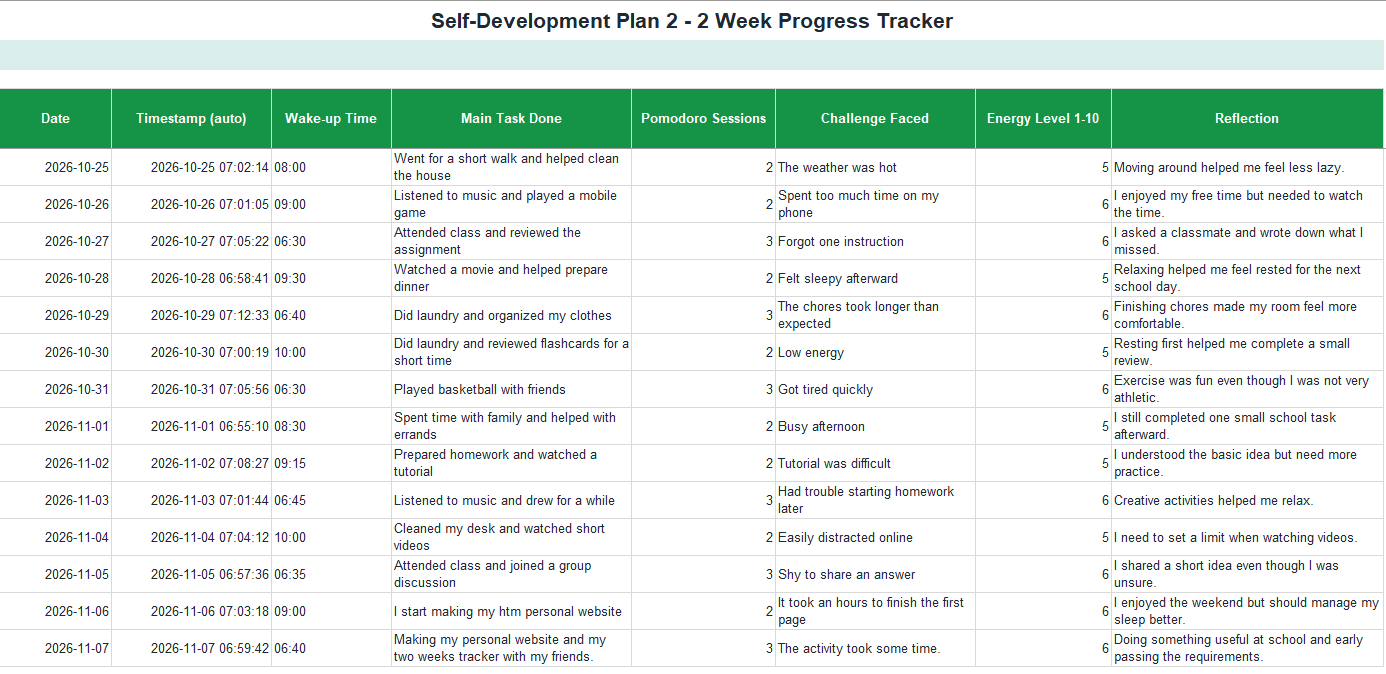 Self-Development Plan 2 - 2 Week Progress Tracker
Date Timestamp (auto) Wake-up Time Main Task Done Pomodoro Sessions Challenge Faced Energy Level 1-10 Reflection
2026-10-25 2026-10-25 07:02:14 08:00 Went for a short walk and helped clean the house 2 The weather was hot 5 Moving around helped me feel less lazy.
2026-10-26 2026-10-26 07:01:05 09:00 Listened to music and played a mobile game 2 Spent too much time on my phone 6 I enjoyed my free time but needed to watch the time.
2026-10-27 2026-10-27 07:05:22 06:30 Attended class and reviewed the assignment 3 Forgot one instruction 6 I asked a classmate and wrote down what I missed.
2026-10-28 2026-10-28 06:58:41 09:30 Watched a movie and helped prepare dinner 2 Felt sleepy afterward 5 Relaxing helped me feel rested for the next school day.
2026-10-29 2026-10-29 07:12:33 06:40 Did laundry and organized my clothes 3 The chores took longer than expected 6 Finishing chores made my room feel more comfortable.
2026-10-30 2026-10-30 07:00:19 10:00 Did laundry and reviewed flashcards for a short time 2 Low energy 5 Resting first helped me complete a small review.
2026-10-31 2026-10-31 07:05:56 06:30 Played basketball with friends 3 Got tired quickly 6 Exercise was fun even though I was not very athletic.
2026-11-01 2026-11-01 06:55:10 08:30 Spent time with family and helped with errands 2 Busy afternoon 5 I still completed one small school task afterward.
2026-11-02 2026-11-02 07:08:27 09:15 Prepared homework and watched a tutorial 2 Tutorial was difficult 5 I understood the basic idea but need more practice.
2026-11-03 2026-11-03 07:01:44 06:45 Listened to music and drew for a while 3 Had trouble starting homework later 6 Creative activities helped me relax.
2026-11-04 2026-11-04 07:04:12 10:00 Cleaned my desk and watched short videos 2 Easily distracted online 5 I need to set a limit when watching videos.
2026-11-05 2026-11-05 06:57:36 06:35 Attended class and joined a group discussion 3 Shy to share an answer 6 I shared a short idea even though I was unsure.
2026-11-06 2026-11-06 07:03:18 09:00 I start making my htm personal website 2 It took an hours to finish the first page 6 I enjoyed the weekend but should manage my sleep better.
2026-11-07 2026-11-07 06:59:42 06:40 Making my personal website and my two weeks tracker with my friends. 3 The activity took some time. 6 Doing something useful at school and early passing the requirements.